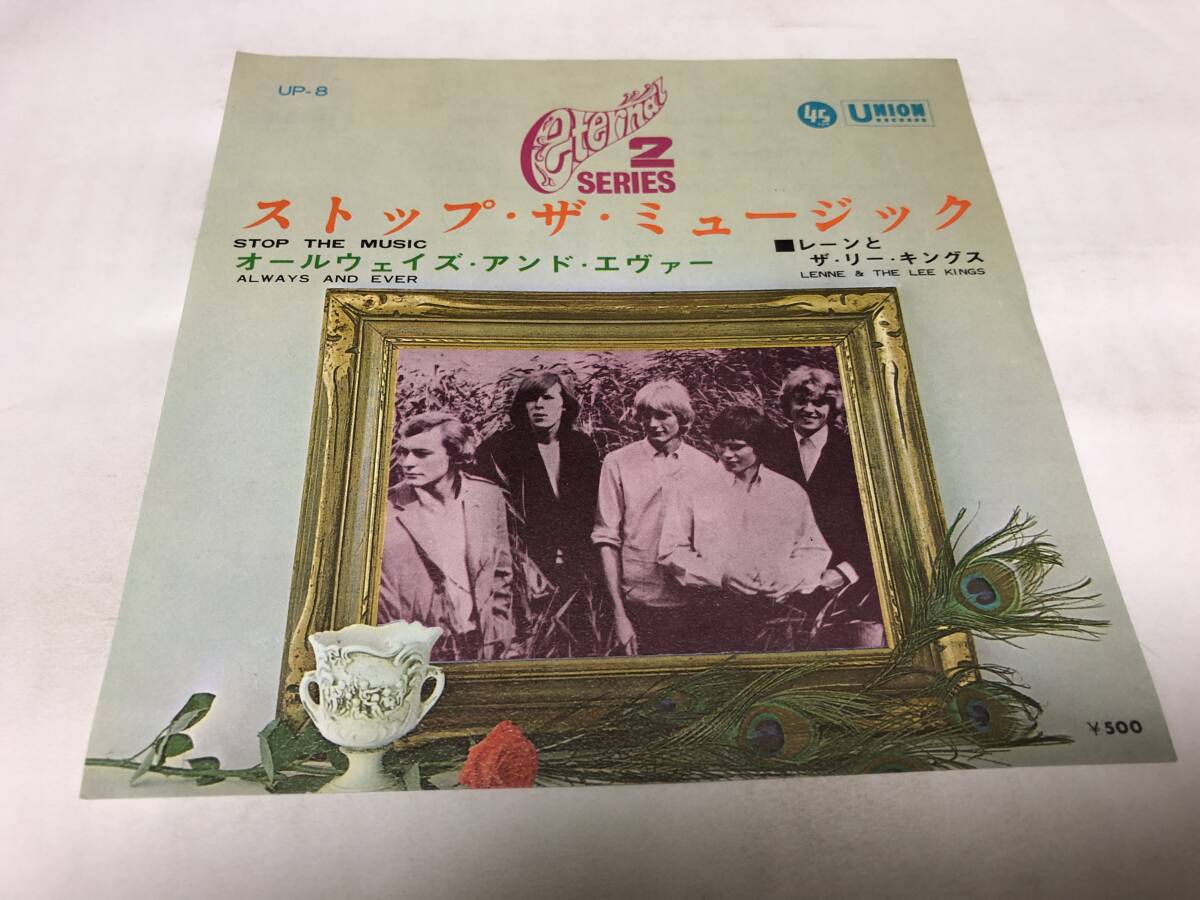 UP-8
eternal
2
SERIES
45
UNION
RECORDS
ストップ・ザ・ミュージック
STOP THE MUSIC
オールウェイズ・アンド・エヴァー
ALWAYS AND EVER
■レーンと
ザ・リー・キングス
LENNE & THE LEE KINGS
￥500